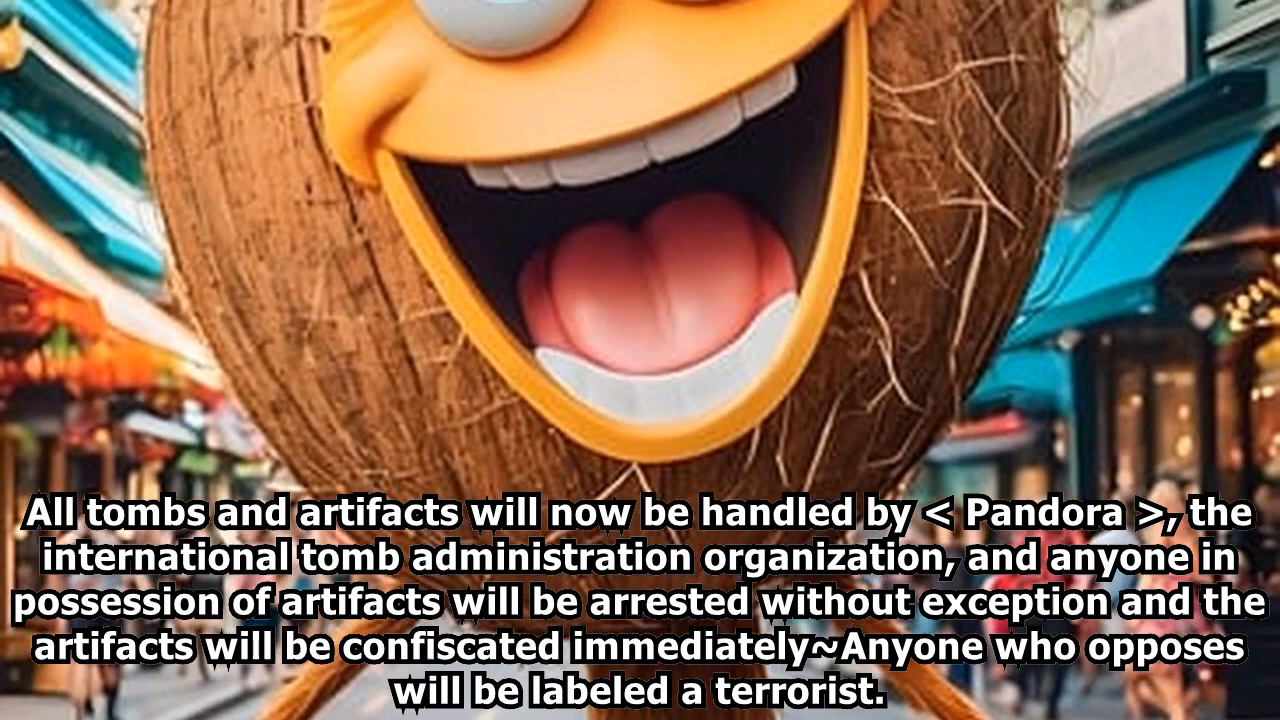 All tombs and artifacts will now be handled by < Pandora >, the
international tomb administration organization, and anyone in
possession of artifacts will be arrested without exception and the
artifacts will be confiscated immediately~Anyone who opposes
will be labeled a terrorist.